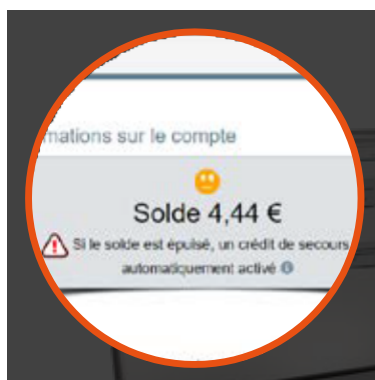 mations sur le compte
Solde 4,44 €
Si le solde est épuisé, un crédit de secours
automatiquement activé